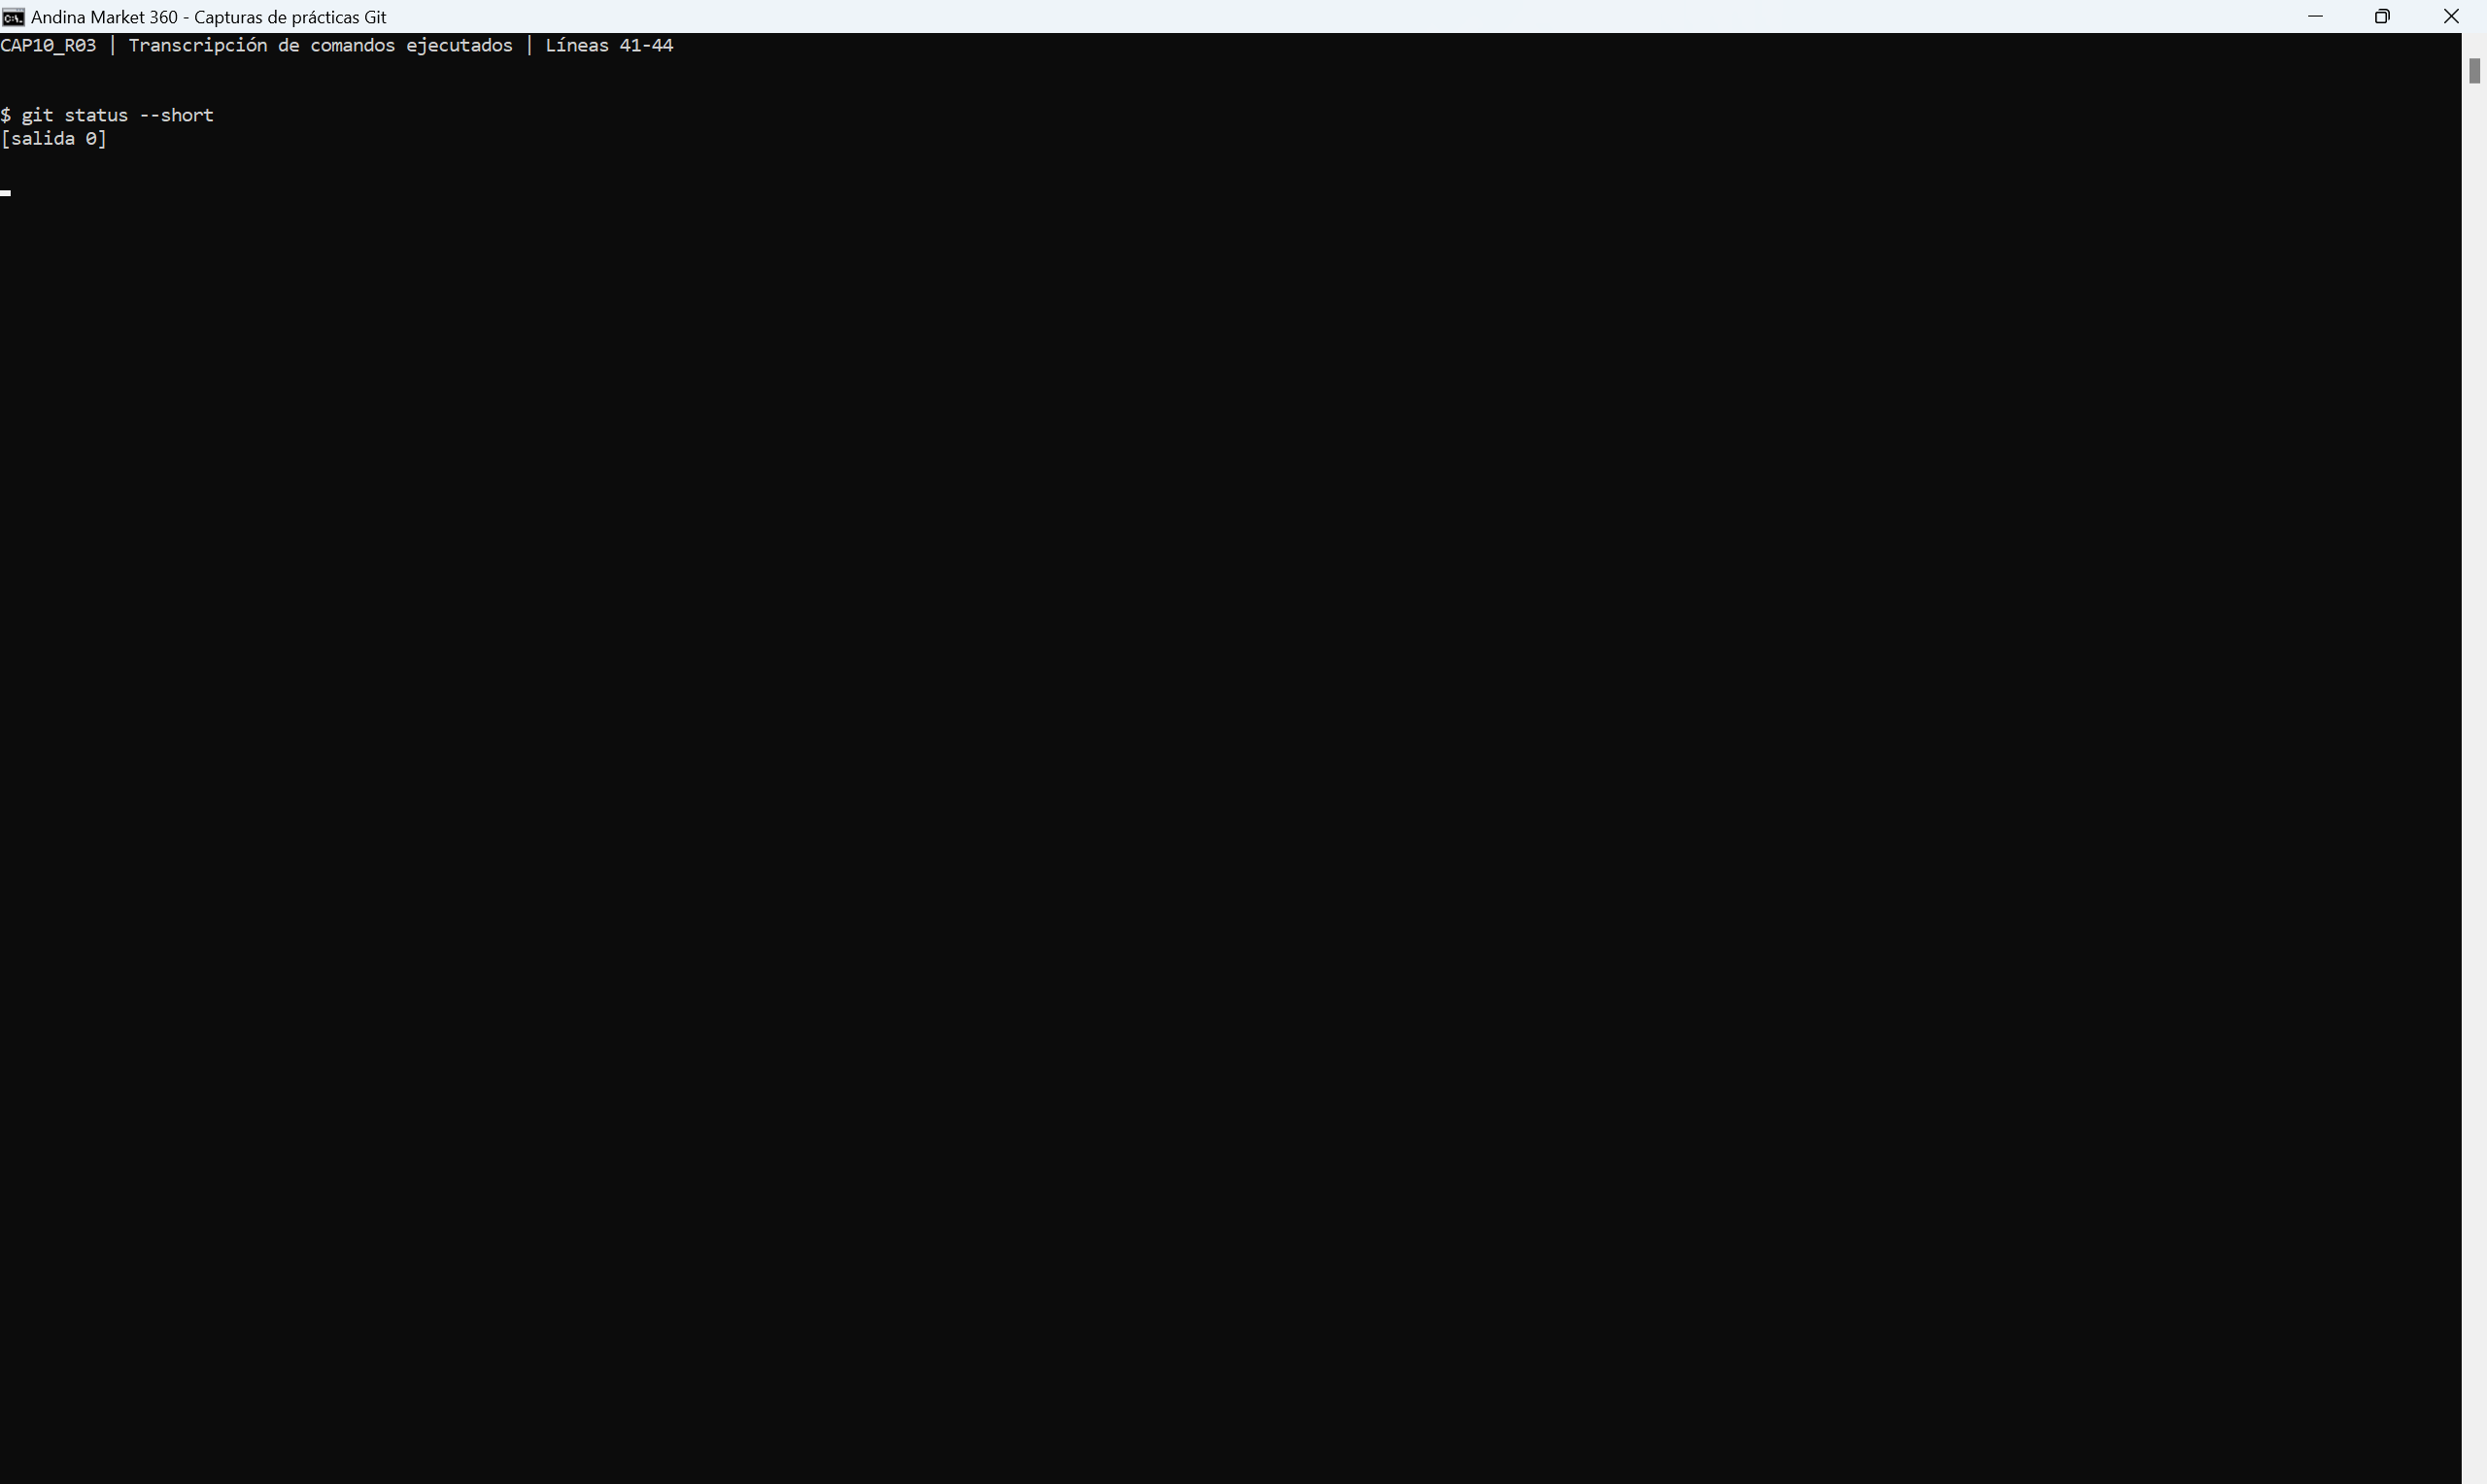 Andina Market 360 - Capturas de prácticas Git
CAP10_R03 | Transcripción de comandos ejecutados | Líneas 41-44
$ git status --short
[salida 0]